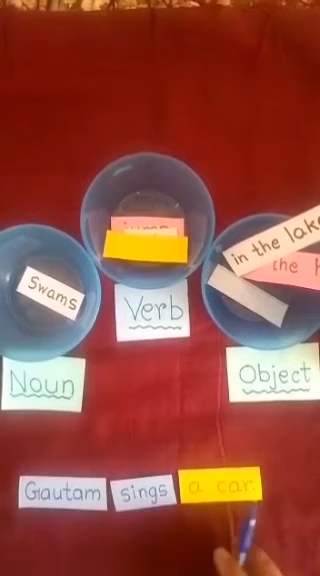 in the lake
the
Swams
Verb
Noun
Object
Gautam sings a car.